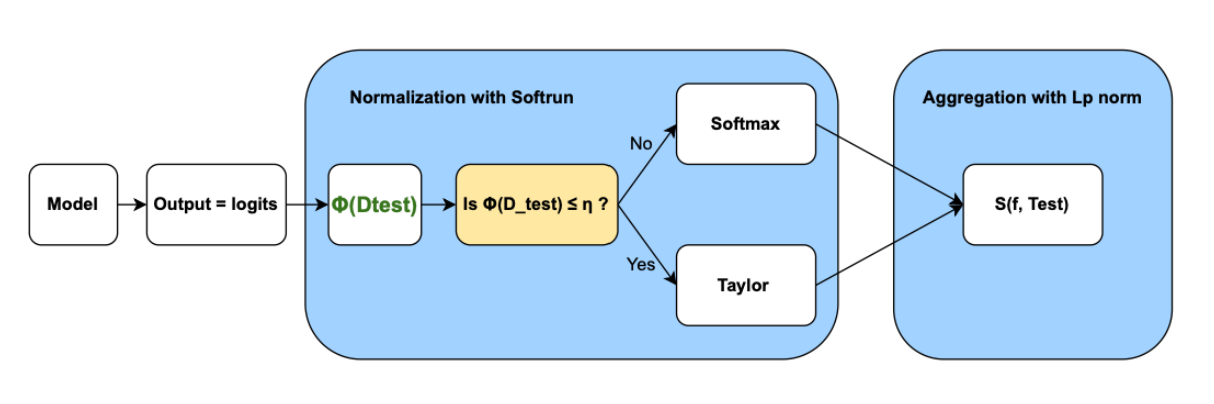 Normalization with Softrun
Aggregation with Lp norm
Model
Output = logits
Φ(Dtest)
Is Φ(D_test) ≤ η ?
No
Yes
Softmax
Taylor
S(f, Test)